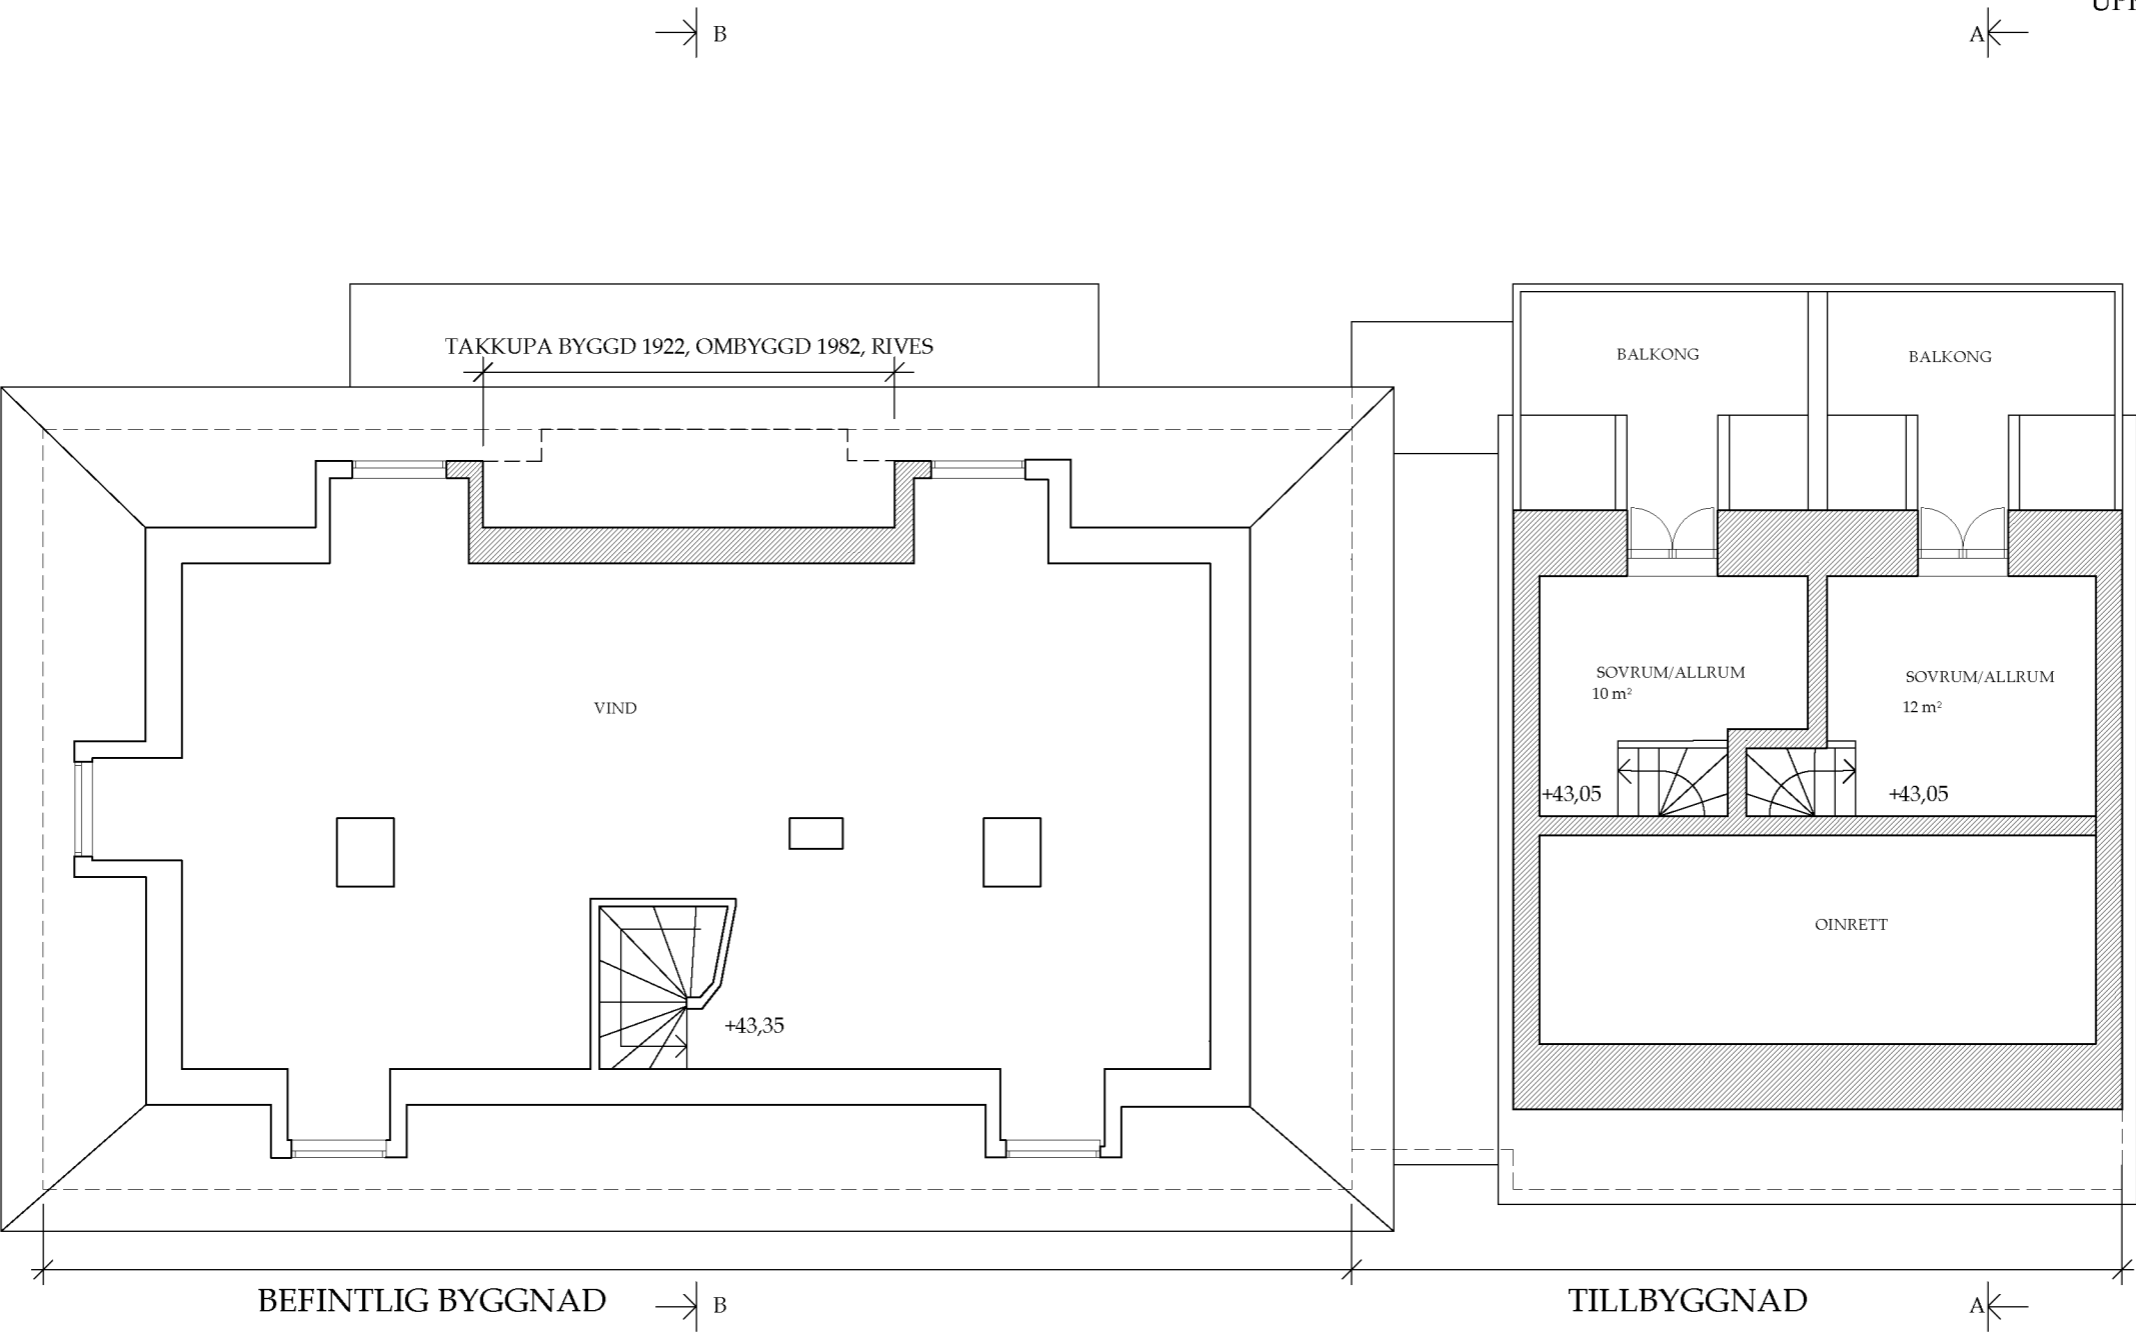 B
A
TAKKUPA BYGGD 1922, OMBYGGD 1982, RIVES
BALKONG
BALKONG
SOVRUM/ALLRUM
10 m²
SOVRUM/ALLRUM
12 m²
VIND
+43,05
+43,05
OINRETT
+43,35
BEFINTLIG BYGGNAD
B
TILLBYGGNAD
A